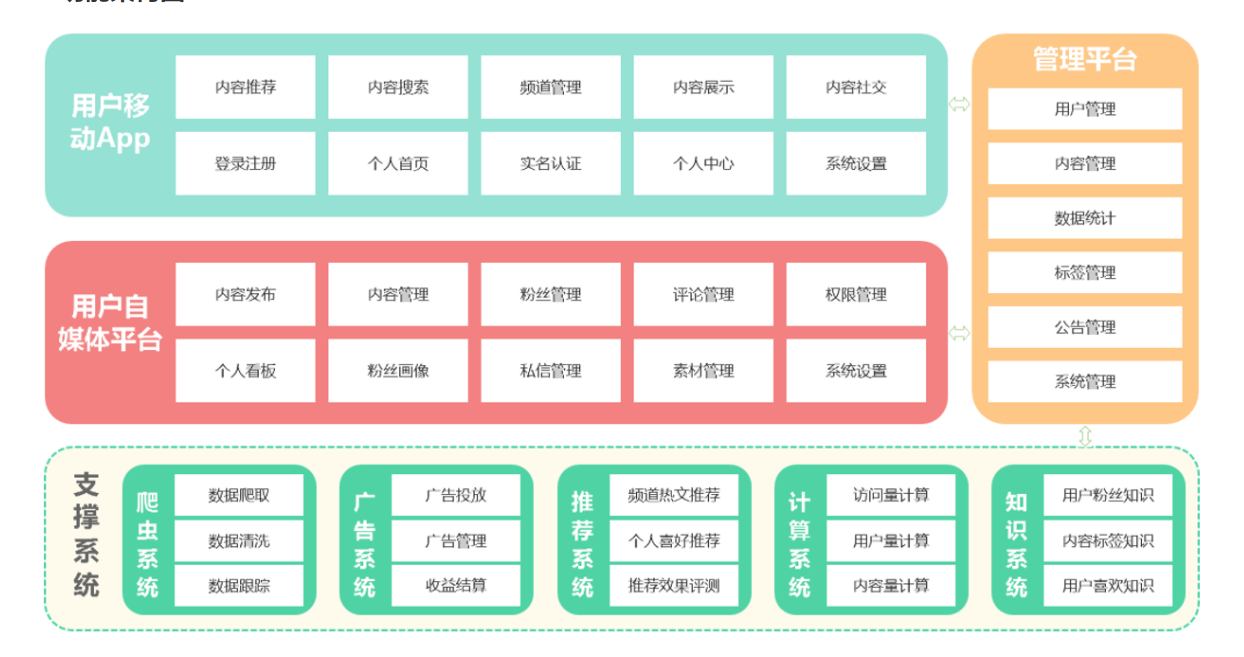 用户移
动App
内容推荐
内容搜索
频道管理
内容展示
内容社交
登录注册
个人首页
实名认证
个人中心
系统设置
用户自
媒体平台
内容发布
内容管理
粉丝管理
评论管理
权限管理
个人看板
粉丝画像
私信管理
素材管理
系统设置
管理平台
用户管理
内容管理
数据统计
标签管理
公告管理
系统管理
支撑系统
爬虫系统
数据爬取
数据清洗
数据跟踪
广告系统
广告投放
广告管理
收益结算
推荐系统
频道热文推荐
个人喜好推荐
推荐效果评测
计算系统
访问量计算
用户量计算
内容量计算
知识系统
用户粉丝知识
内容标签知识
用户喜欢知识